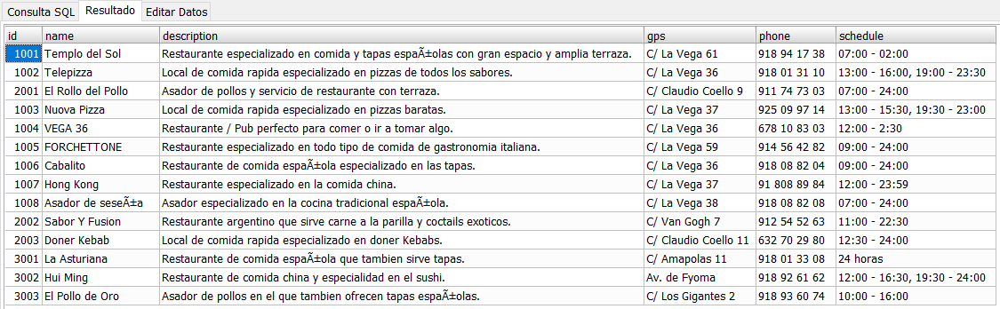 Consulta SQL Resultado Editar Datos
id name description gps phone schedule
1001 Templo del Sol Restaurante especializado en comida y tapas espaÃ±olas con gran espacio y amplia terraza. C/ La Vega 61 918 94 17 38 07:00 - 02:00
1002 Telepizza Local de comida rapida especializado en pizzas de todos los sabores. C/ La Vega 36 918 01 31 10 13:00 - 16:00, 19:00 - 23:30
2001 El Rollo del Pollo Asador de pollos y servicio de restaurante con terraza. C/ Claudio Coello 9 911 74 73 03 07:00 - 24:00
1003 Nuova Pizza Local de comida rapida especializado en pizzas baratas. C/ La Vega 37 925 09 97 14 13:00 - 15:30, 19:30 - 23:00
1004 VEGA 36 Restaurante / Pub perfecto para comer o ir a tomar algo. C/ La Vega 36 678 10 83 03 12:00 - 2:30
1005 FORCHETTONE Restaurante especializado en todo tipo de comida de gastronomia italiana. C/ La Vega 59 914 56 42 82 09:00 - 24:00
1006 Cabalito Restaurante de comida espaÃ±ola especializado en las tapas. C/ La Vega 36 918 08 82 04 09:00 - 24:00
1007 Hong Kong Restaurante especializado en la comida china. C/ La Vega 37 91 808 89 84 12:00 - 23:59
1008 Asador de seseÃ±a Asador especializado en la cocina tradicional espaÃ±ola. C/ La Vega 38 918 08 82 08 07:00 - 24:00
2002 Sabor Y Fusion Restaurante argentino que sirve carne a la parilla y coctails exoticos. C/ Van Gogh 7 912 54 52 63 11:00 - 22:30
2003 Doner Kebab Local de comida rapida especializado en doner Kebabs. C/ Claudio Coello 11 632 70 29 80 12:30 - 24:00
3001 La Asturiana Restaurante de comida espaÃ±ola que tambien sirve tapas. C/ Amapolas 11 918 01 33 08 24 horas
3002 Hui Ming Restaurante de comida china y especialidad en el sushi. Av. de Fyoma 918 92 61 62 12:00 - 16:30, 19:30 - 24:00
3003 El Pollo de Oro Asador de pollos en el que tambien ofrecen tapas espaÃ±olas. C/ Los Gigantes 2 918 93 60 74 10:00 - 16:00